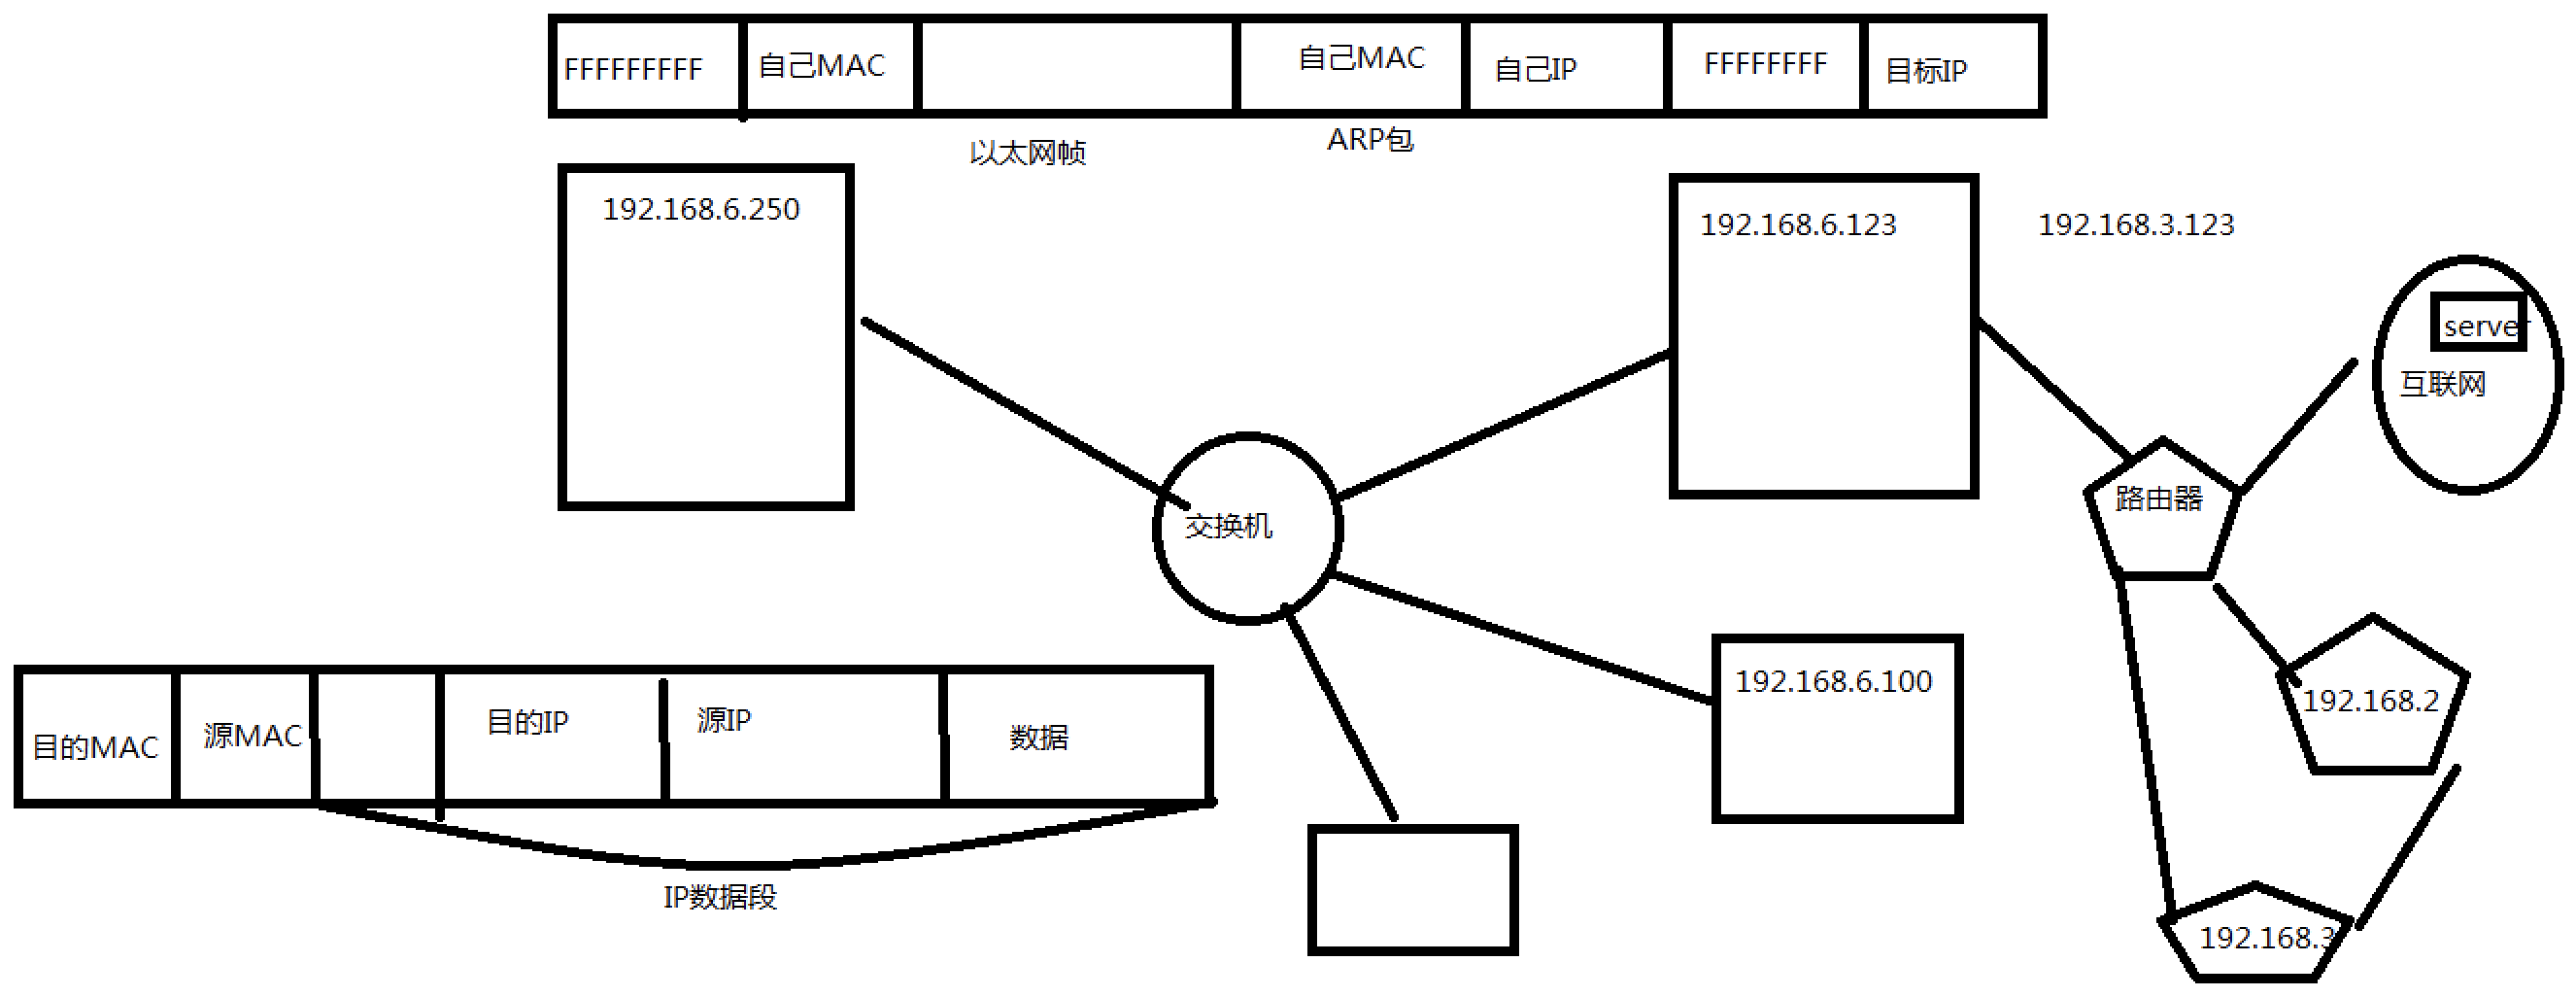 FFFFFFFFF
自己MAC
自己MAC
自己IP
FFFFFFFF
目标IP
以太网帧
ARP包
192.168.6.250
192.168.6.123
192.168.3.123
server
互联网
路由器
交换机
192.168.6.100
192.168.2
目的MAC
源MAC
目的IP
源IP
数据
IP数据段
192.168.3